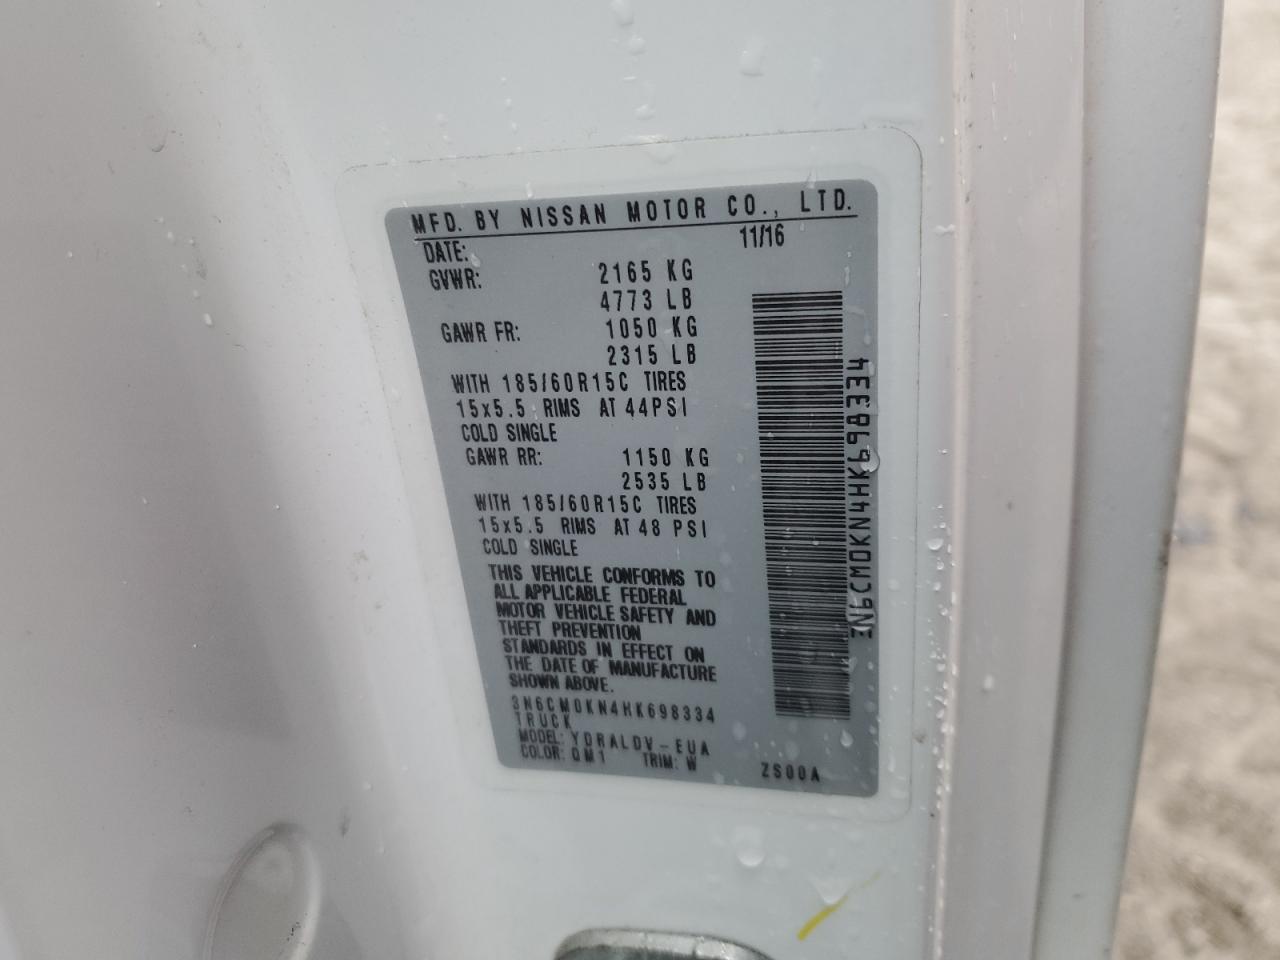 MFD. BY NISSAN MOTOR CO., LTD.
DATE: 11/16
GVWR: 2165 KG
4773 LB
GAWR FR: 1050 KG
2315 LB
WITH 185/60R15C TIRES
15x5.5 RIMS AT 44PSI
COLD SINGLE
GAWR RR: 1150 KG
2535 LB
WITH 185/60R15C TIRES
15x5.5 RIMS AT 48 PSI
COLD SINGLE
THIS VEHICLE CONFORMS TO
ALL APPLICABLE FEDERAL
MOTOR VEHICLE SAFETY AND
THEFT PREVENTION
STANDARDS IN EFFECT ON
THE DATE OF MANUFACTURE
SHOWN ABOVE.
3N6CM0KN4HK698334
TRUCK
MODEL: YDRALDV-EUA
COLOR: QM1 TRIM: W ZS00A
3N6CM0KN4HK698334